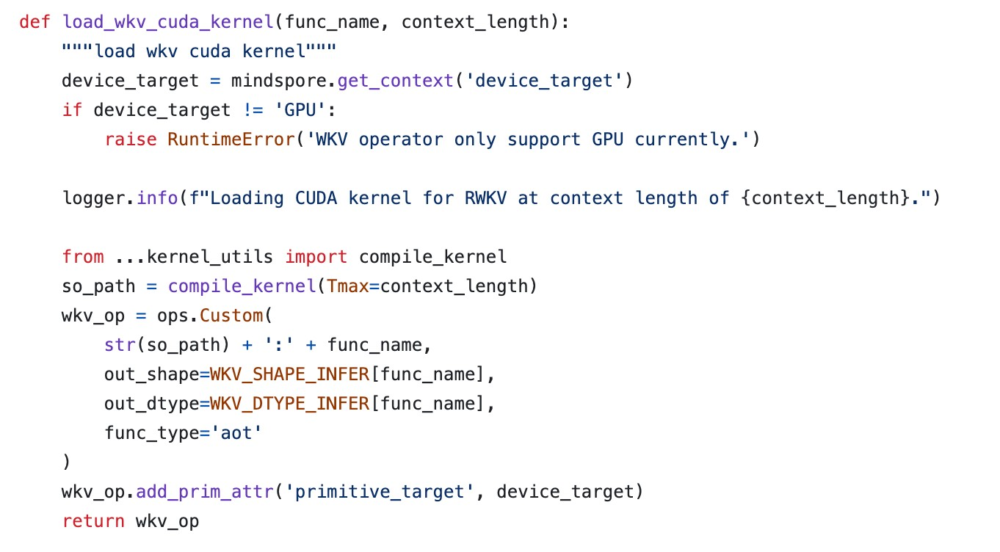 def load_wkv_cuda_kernel(func_name, context_length):
    """load wkv cuda kernel"""
    device_target = mindspore.get_context('device_target')
    if device_target != 'GPU':
        raise RuntimeError('WKV operator only support GPU currently.')

    logger.info(f"Loading CUDA kernel for RWKV at context length of {context_length}.")

    from ...kernel_utils import compile_kernel
    so_path = compile_kernel(Tmax=context_length)
    wkv_op = ops.Custom(
        str(so_path) + ':' + func_name,
        out_shape=WKV_SHAPE_INFER[func_name],
        out_dtype=WKV_DTYPE_INFER[func_name],
        func_type='aot'
    )
    wkv_op.add_prim_attr('primitive_target', device_target)
    return wkv_op